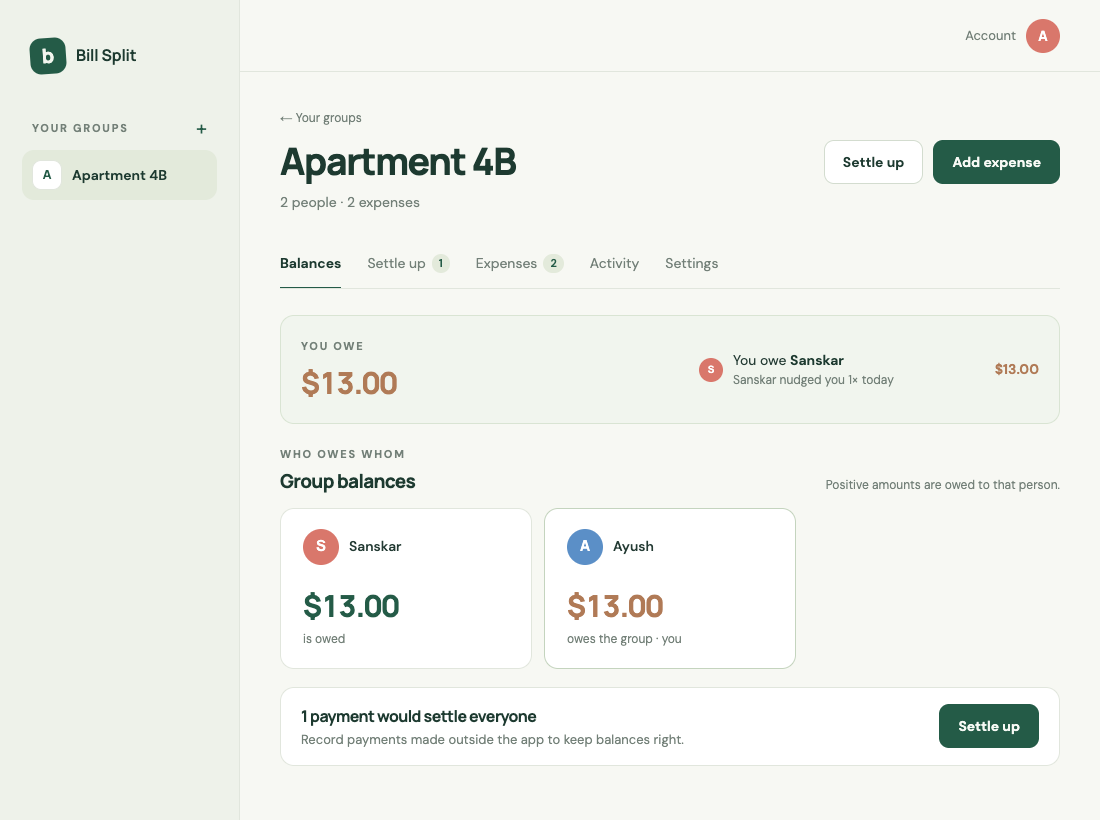 b Bill Split
Account A
YOUR GROUPS +
A Apartment 4B
← Your groups
Apartment 4B
2 people · 2 expenses
Settle up
Add expense
Balances Settle up 1 Expenses 2 Activity Settings
YOU OWE
$13.00
S You owe Sanskar
Sanskar nudged you 1× today
$13.00
WHO OWES WHOM
Group balances
Positive amounts are owed to that person.
S Sanskar
$13.00
is owed
A Ayush
$13.00
owes the group · you
1 payment would settle everyone
Record payments made outside the app to keep balances right.
Settle up